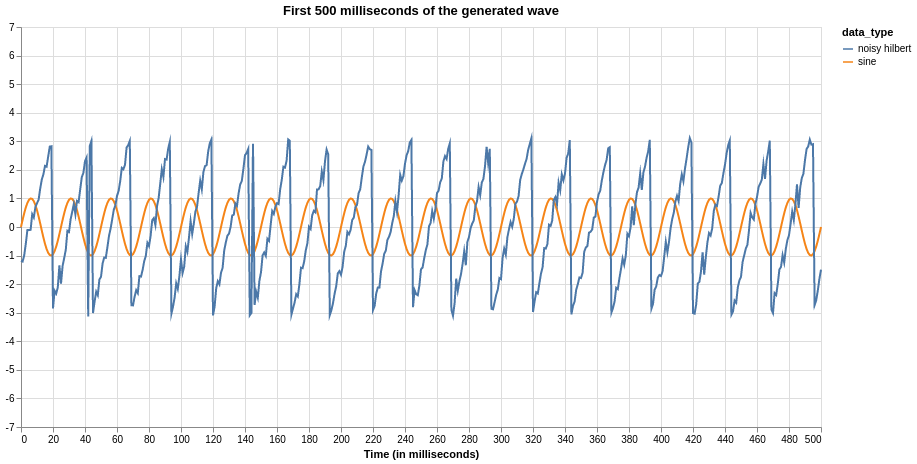 First 500 milliseconds of the generated wave
7
6
5
4
3
2
1
0
-1
-2
-3
-4
-5
-6
-7
0 20 40 60 80 100 120 140 160 180 200 220 240 260 280 300 320 340 360 380 400 420 440 460 480 500
Time (in milliseconds)
data_type
noisy hilbert
sine